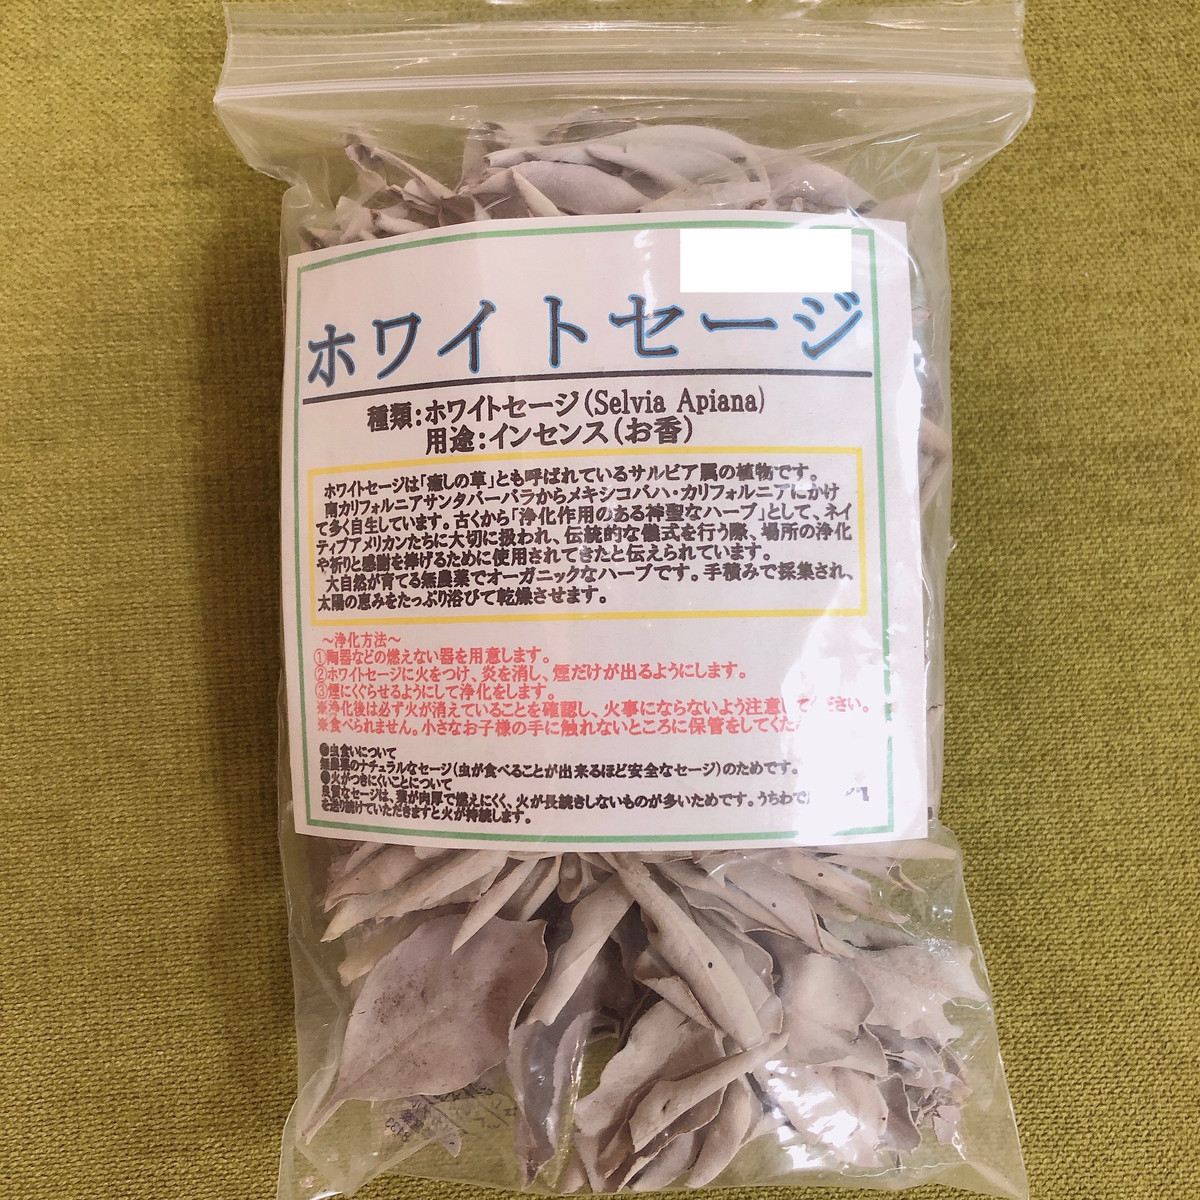 ホワイトセージ
種類:ホワイトセージ(Selvia Apiana)
用途:インセンス(お香)
ホワイトセージは「癒しの草」とも呼ばれているサルビア属の植物です。
南カリフォルニアサンタバーバラからメキシコバハ・カリフォルニアにかけ
て多く自生しています。古くから「浄化作用のある神聖なハーブ」として、ネイ
ティブアメリカンたちに大切に扱われ、伝統的な儀式を行う際、場所の浄化
や祈りと感謝を捧げるために使用されてきたと伝えられています。
大自然が育てる無農薬でオーガニックなハーブです。手積みで採集され、
太陽の恵みをたっぷり浴びて乾燥させます。
〜浄化方法〜
①陶器などの燃えない器を用意します。
②ホワイトセージに火をつけ、炎を消し、煙だけが出るようにします。
③煙にくぐらせるようにして浄化をします。
※浄化後は必ず火が消えていることを確認し、火事にならないよう注意してください。
※食べられません。小さなお子様の手に触れないところに保管をしてくだ
●虫食いについて
無農薬のナチュラルなセージ(虫が食べることが出来るほど安全なセージ)のためです。
●火がつきにくいことについて
良質なセージは、葉が肉厚で燃えにくく、火が長続きしないものが多いためです。うちわで
を送り続けていただきますと火が持続します。